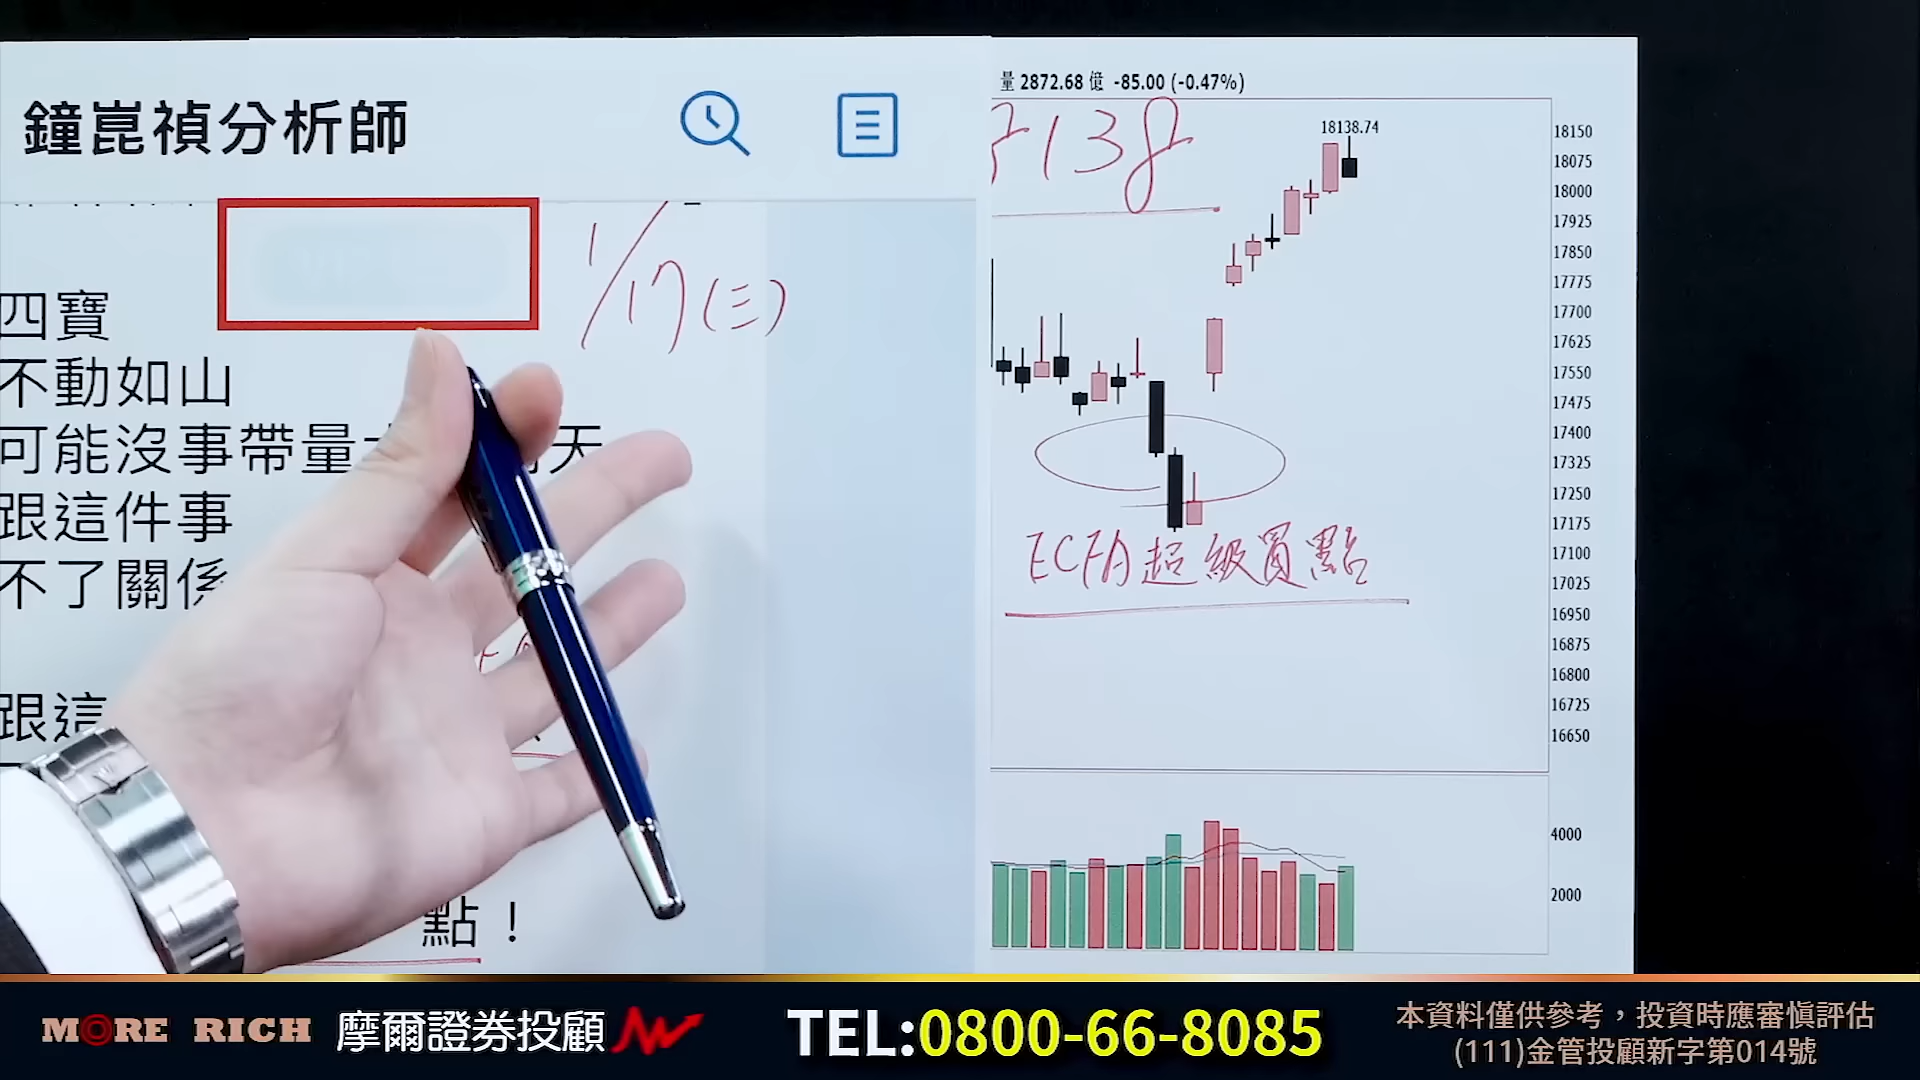 鐘崑禎分析師
1/17(三)
四寶
不動如山
可能沒事帶量
天
跟這件事
不了關係
跟這
點!
量 2872.68 億 -85.00 (-0.47%)
138
18138.74
18150
18075
18000
17925
17850
17775
17700
17625
17550
17475
17400
17325
17250
17175
17100
17025
16950
16875
16800
16725
16650
ECFA超級買點
4000
2000
MORE RICH 摩爾證券投顧
TEL:0800-66-8085
本資料僅供參考,投資時應審慎評估
(111)金管投顧新字第014號